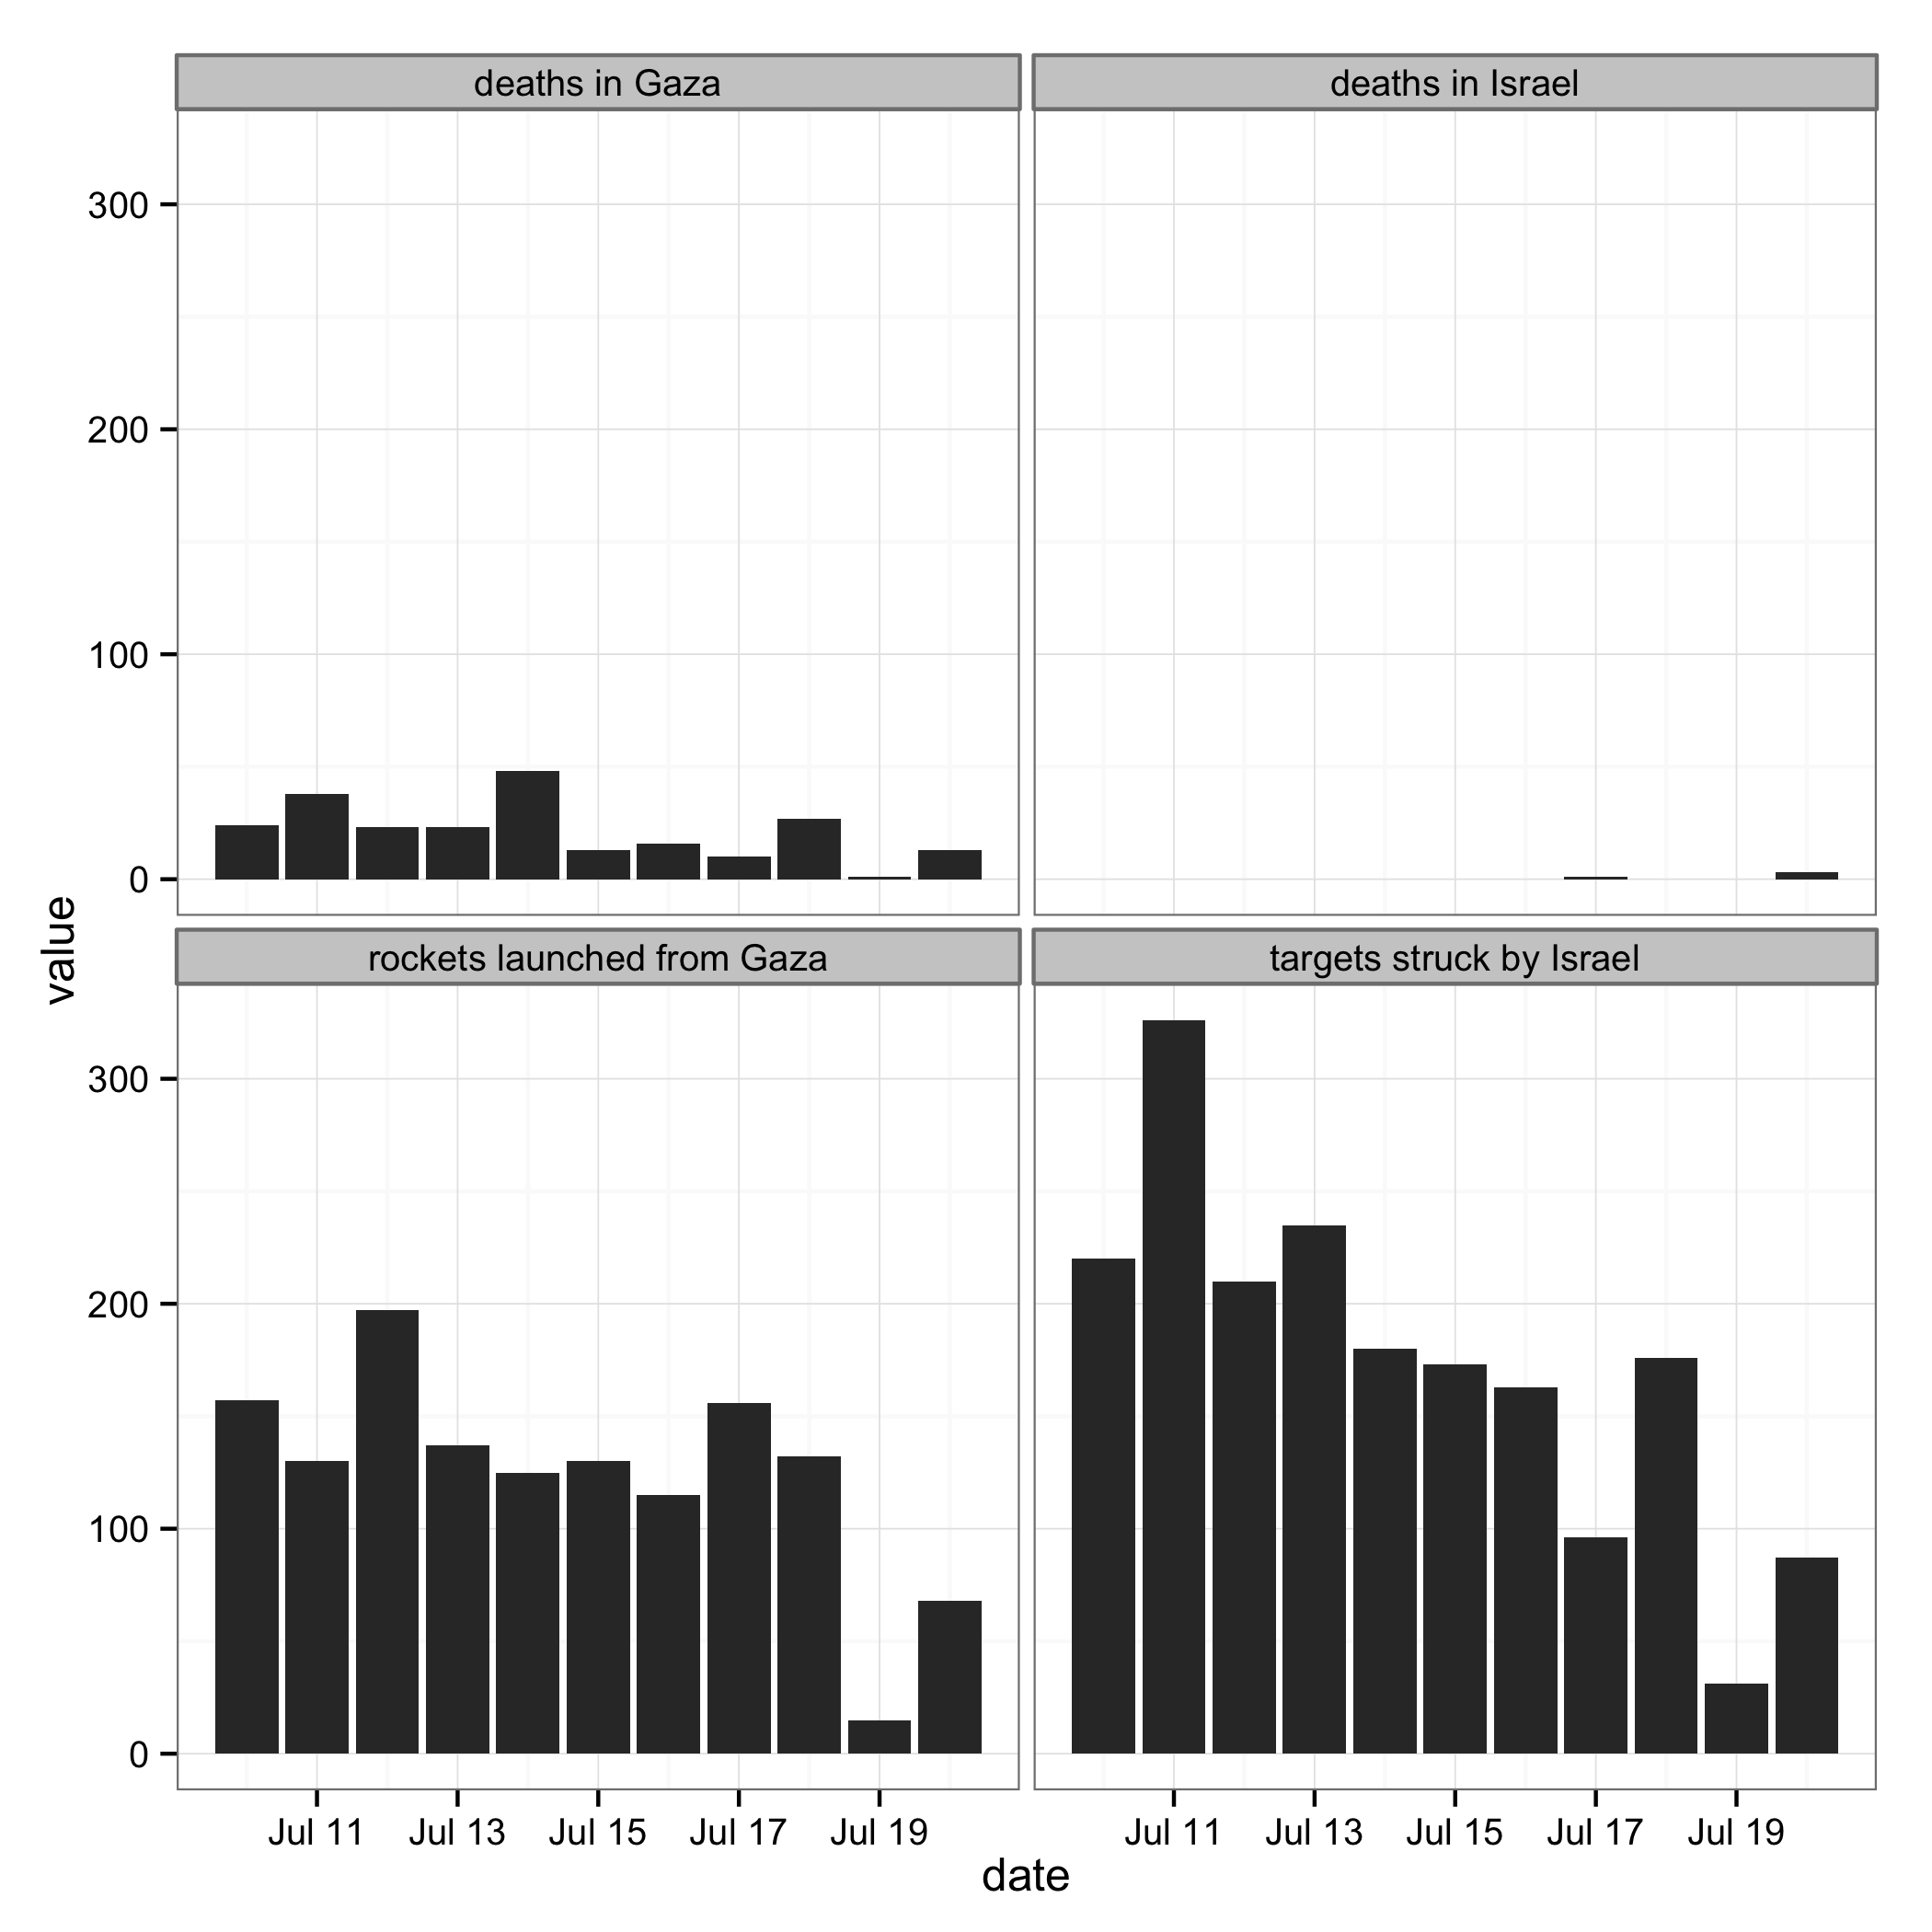 deaths in Gaza
deaths in Israel
300
200
100
0
value
rockets launched from Gaza
targets struck by Israel
300
200
100
0
Jul 11 Jul 13 Jul 15 Jul 17 Jul 19
Jul 11 Jul 13 Jul 15 Jul 17 Jul 19
date